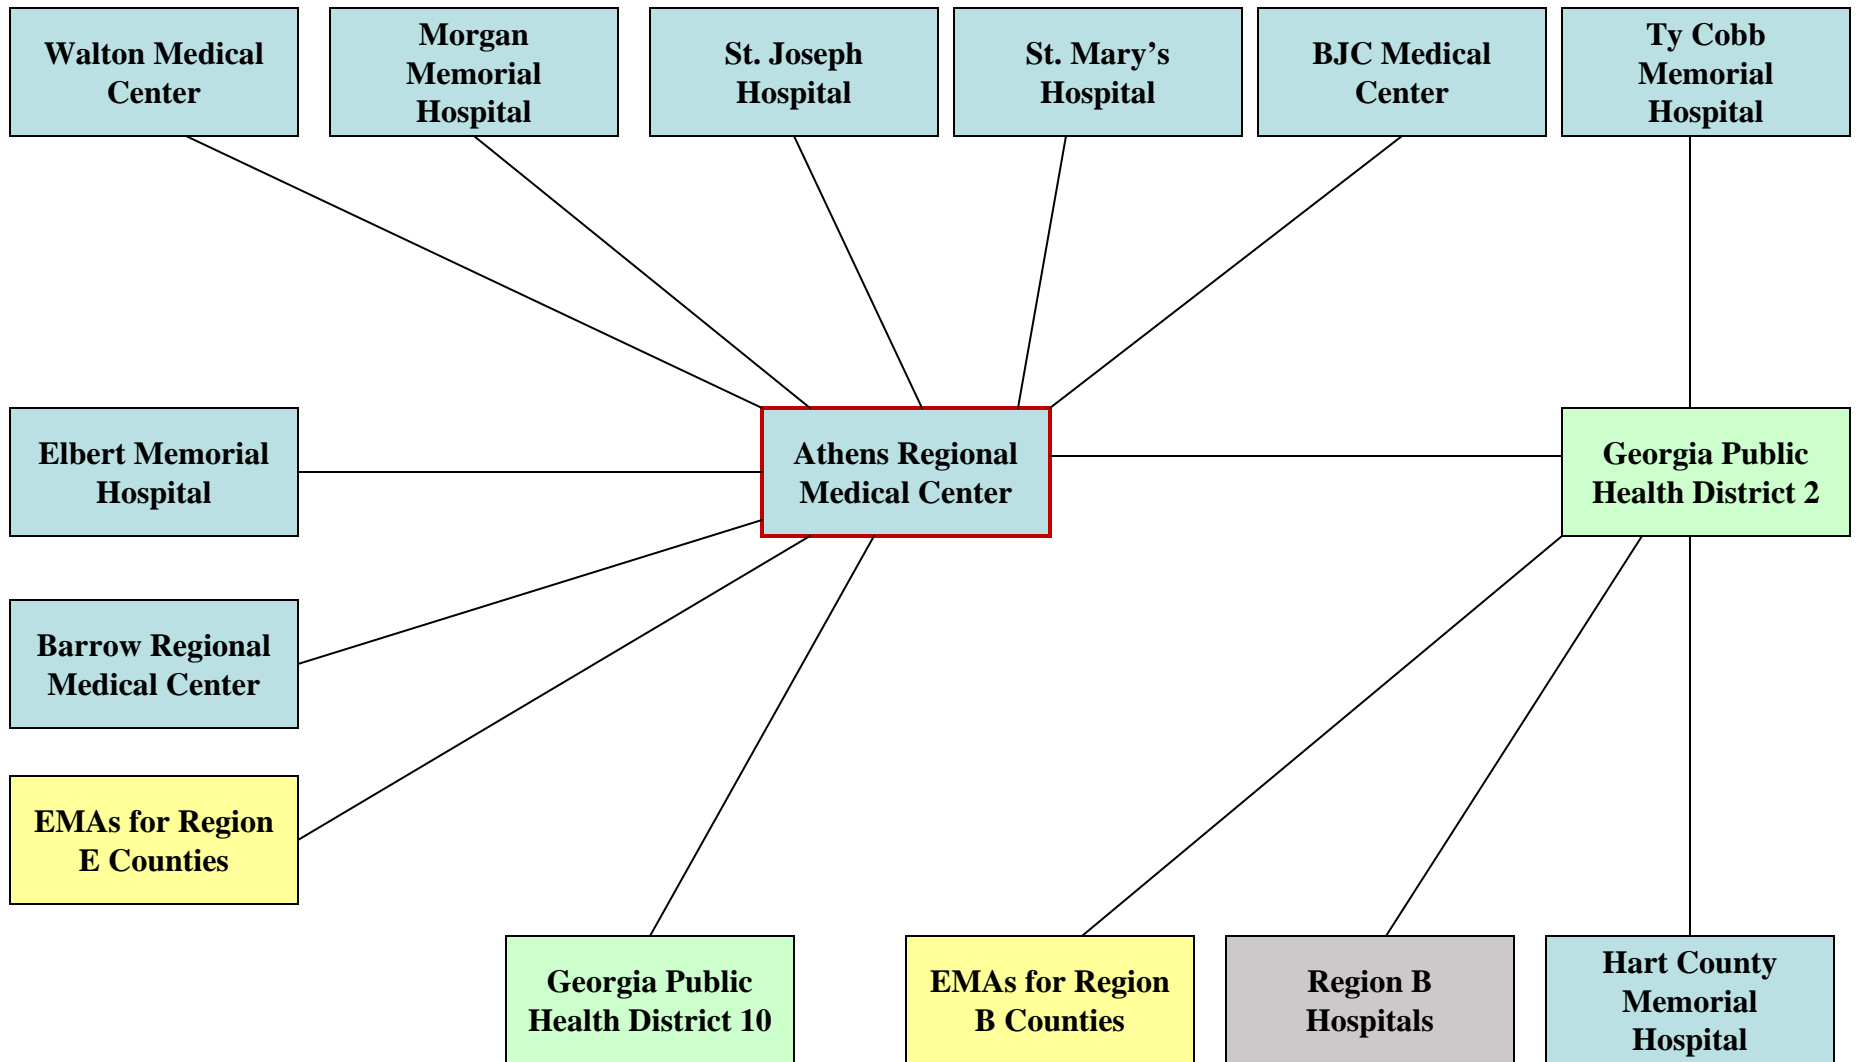 Walton Medical
Center
Morgan
Memorial
Hospital
St. Joseph
Hospital
St. Mary’s
Hospital
BJC Medical
Center
Ty Cobb
Memorial
Hospital
Elbert Memorial
Hospital
Athens Regional
Medical Center
Georgia Public
Health District 2
Barrow Regional
Medical Center
EMAs for Region
E Counties
Georgia Public
Health District 10
EMAs for Region
B Counties
Region B
Hospitals
Hart County
Memorial
Hospital